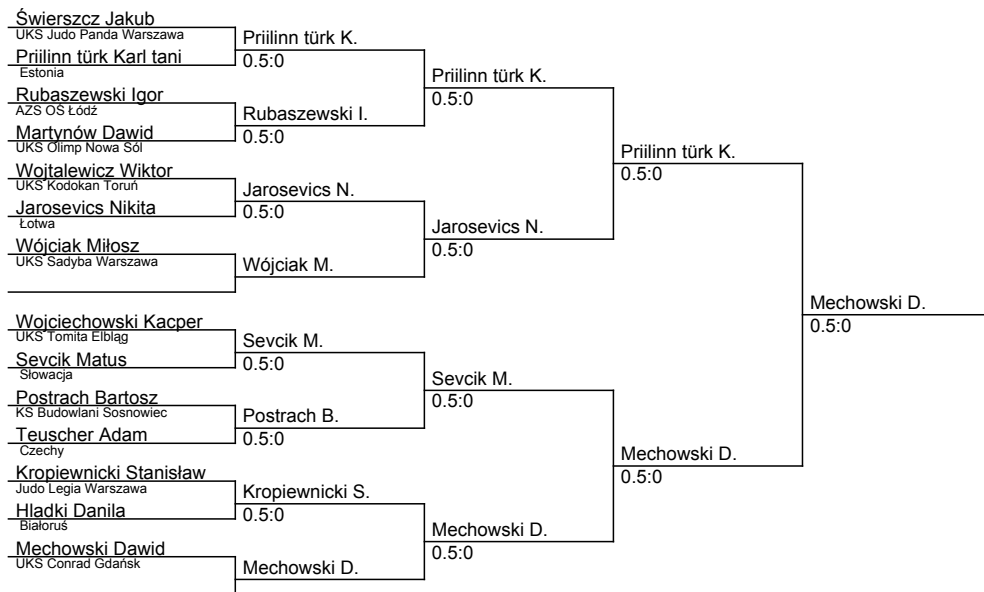 Świerszcz Jakub
UKS Judo Panda Warszawa
Priilinn türk Karl tani
Estonia
Rubaszewski Igor
AZS OŚ Łódź
Martynów Dawid
UKS Olimp Nowa Sól
Wojtalewicz Wiktor
UKS Kodokan Toruń
Jarosevics Nikita
Łotwa
Wójciak Miłosz
UKS Sadyba Warszawa
Wojciechowski Kacper
UKS Tomita Elbląg
Sevcik Matus
Słowacja
Postrach Bartosz
KS Budowlani Sosnowiec
Teuscher Adam
Czechy
Kropiewnicki Stanisław
Judo Legia Warszawa
Hladki Danila
Białoruś
Mechowski Dawid
UKS Conrad Gdańsk
Priilinn türk K.
0.5:0
Rubaszewski I.
0.5:0
Jarosevics N.
0.5:0
Wójciak M.
Sevcik M.
0.5:0
Postrach B.
0.5:0
Kropiewnicki S.
0.5:0
Mechowski D.
Priilinn türk K.
0.5:0
Jarosevics N.
0.5:0
Sevcik M.
0.5:0
Mechowski D.
0.5:0
Priilinn türk K.
0.5:0
Mechowski D.
0.5:0
Mechowski D.
0.5:0